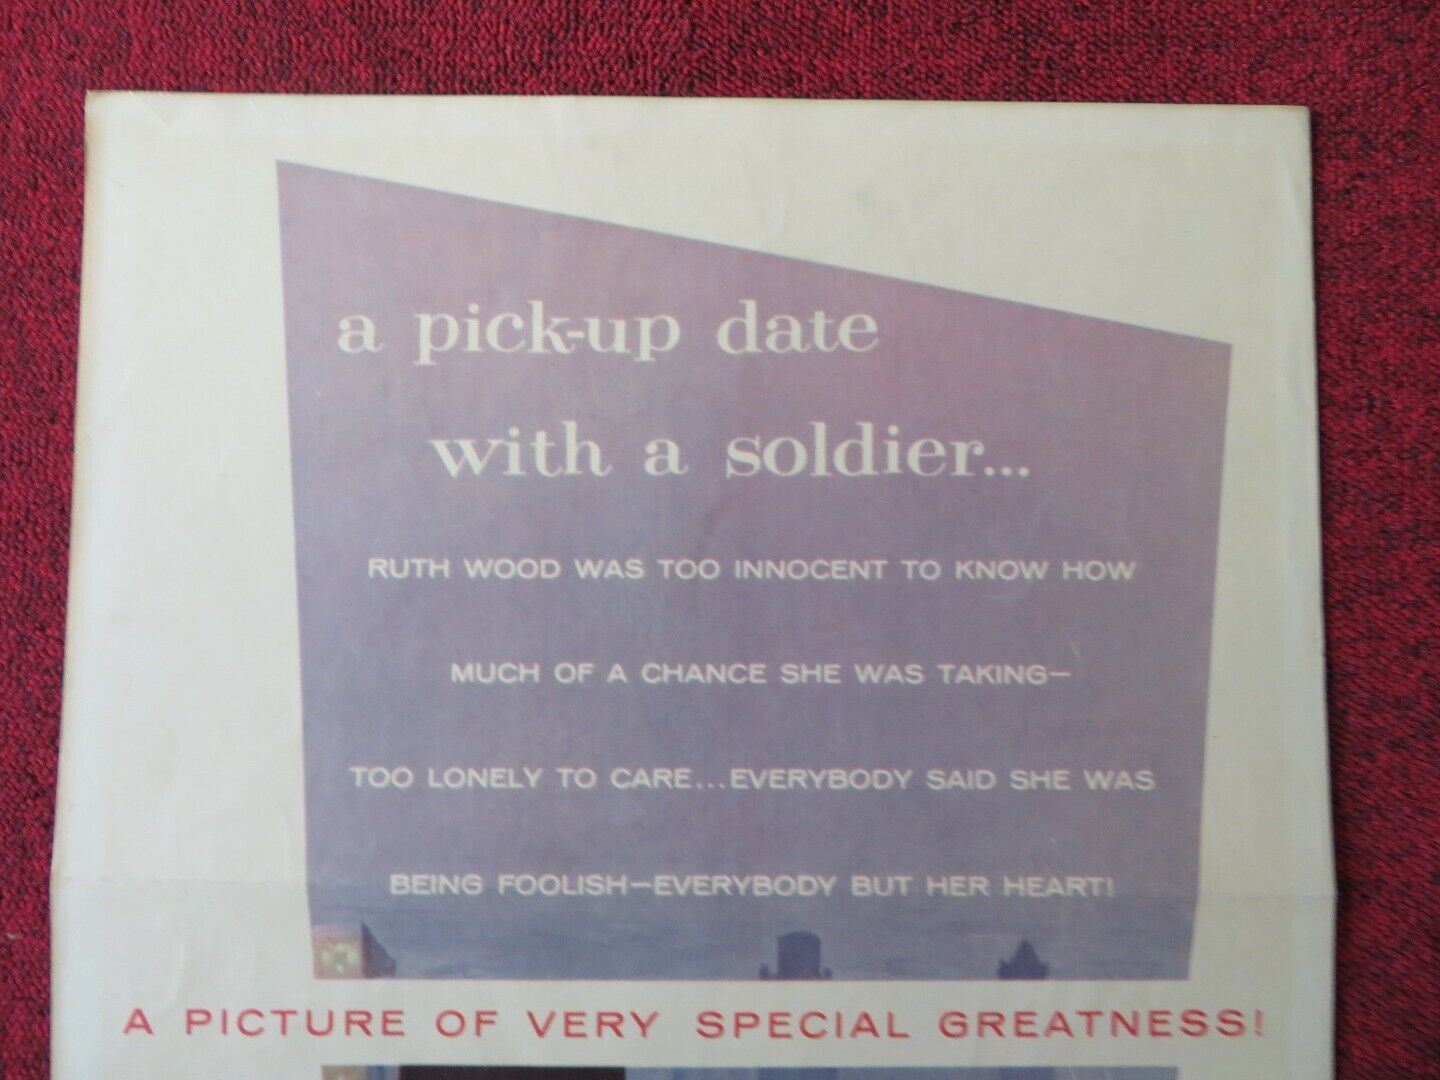 a pick-up date
with a soldier...
RUTH WOOD WAS TOO INNOCENT TO KNOW HOW
MUCH OF A CHANCE SHE WAS TAKING—
TOO LONELY TO CARE...EVERYBODY SAID SHE WAS
BEING FOOLISH—EVERYBODY BUT HER HEART!
A PICTURE OF VERY SPECIAL GREATNESS!